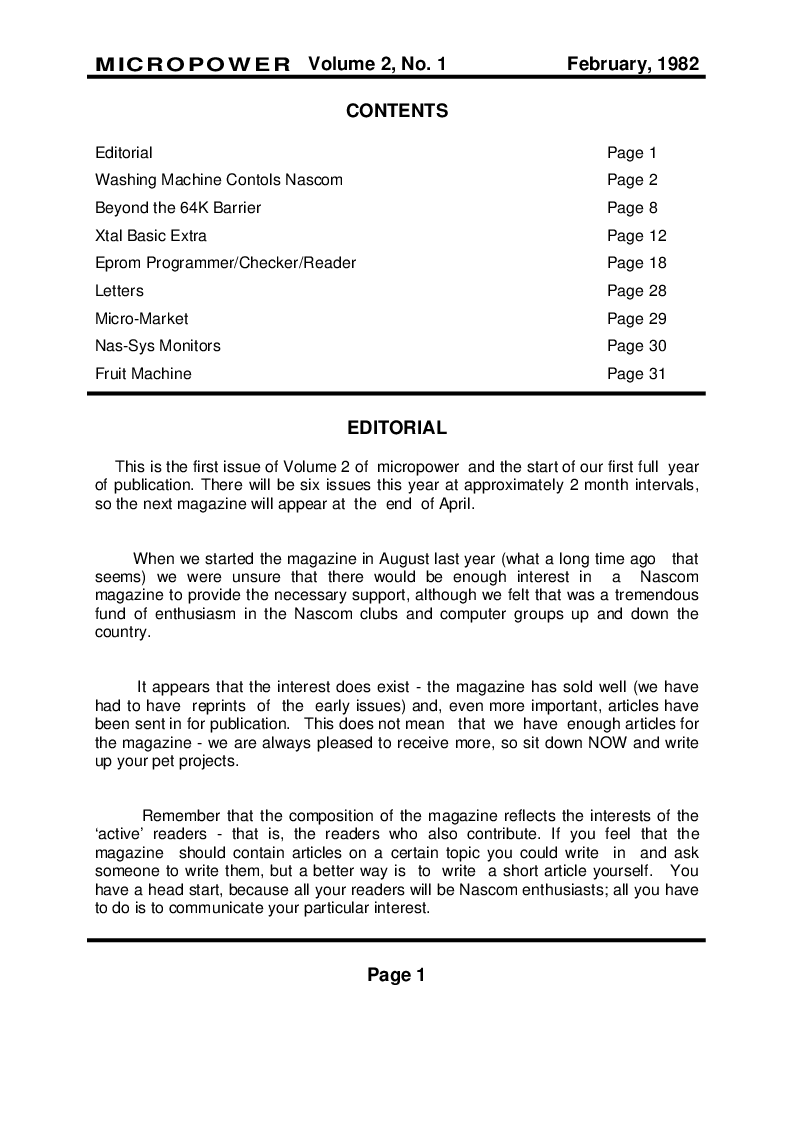 MICROPOWER Volume 2, No. 1 February, 1982
CONTENTS
Editorial Page 1
Washing Machine Contols Nascom Page 2
Beyond the 64K Barrier Page 8
Xtal Basic Extra Page 12
Eprom Programmer/Checker/Reader Page 18
Letters Page 28
Micro-Market Page 29
Nas-Sys Monitors Page 30
Fruit Machine Page 31
EDITORIAL
This is the first issue of Volume 2 of micropower and the start of our first full year
of publication. There will be six issues this year at approximately 2 month intervals,
so the next magazine will appear at the end of April.
When we started the magazine in August last year (what a long time ago that
seems) we were unsure that there would be enough interest in a Nascom
magazine to provide the necessary support, although we felt that was a tremendous
fund of enthusiasm in the Nascom clubs and computer groups up and down the
country.
It appears that the interest does exist - the magazine has sold well (we have
had to have reprints of the early issues) and, even more important, articles have
been sent in for publication. This does not mean that we have enough articles for
the magazine - we are always pleased to receive more, so sit down NOW and write
up your pet projects.
Remember that the composition of the magazine reflects the interests of the
‘active’ readers - that is, the readers who also contribute. If you feel that the
magazine should contain articles on a certain topic you could write in and ask
someone to write them, but a better way is to write a short article yourself. You
have a head start, because all your readers will be Nascom enthusiasts; all you have
to do is to communicate your particular interest.
Page 1